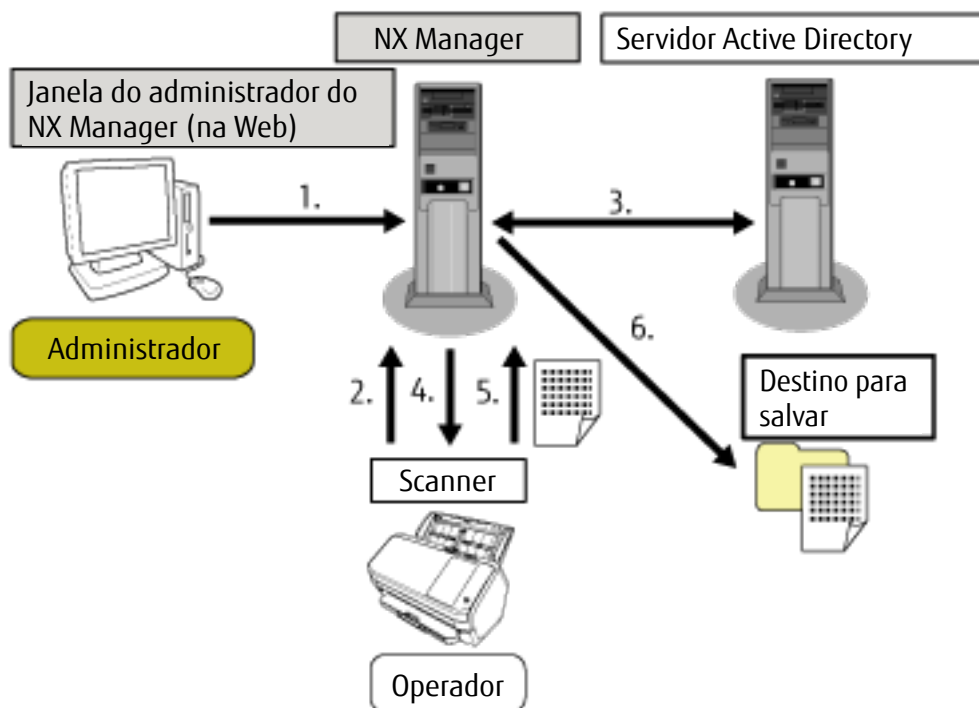 NX Manager
Servidor Active Directory
Janela do administrador do
NX Manager (na Web)
1.
3.
6.
Administrador
2.
4.
5.
Destino para
salvar
Scanner
Operador